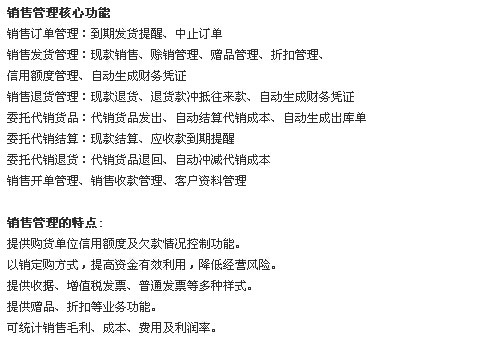 销售管理核心功能
销售订单管理：到期发货提醒、中止订单
销售发货管理：现款销售、赊销管理、赠品管理、折扣管理、
信用额度管理、自动生成财务凭证
销售退货管理：现款退货、退货款冲抵往来款、自动生成财务凭证
委托代销货品：代销货品发出、自动结算代销成本、自动生成出库单
委托代销结算：现款结算、应收款到期提醒
委托代销退货：代销货品退回、自动冲减代销成本
销售开单管理、销售收款管理、客户资料管理
销售管理的特点:
提供购货单位信用额度及欠款情况控制功能。
以销定购方式，提高资金有效利用，降低经营风险。
提供收据、增值税发票、普通发票等多种样式。
提供赠品、折扣等业务功能。
可统计销售毛利、成本、费用及利润率。